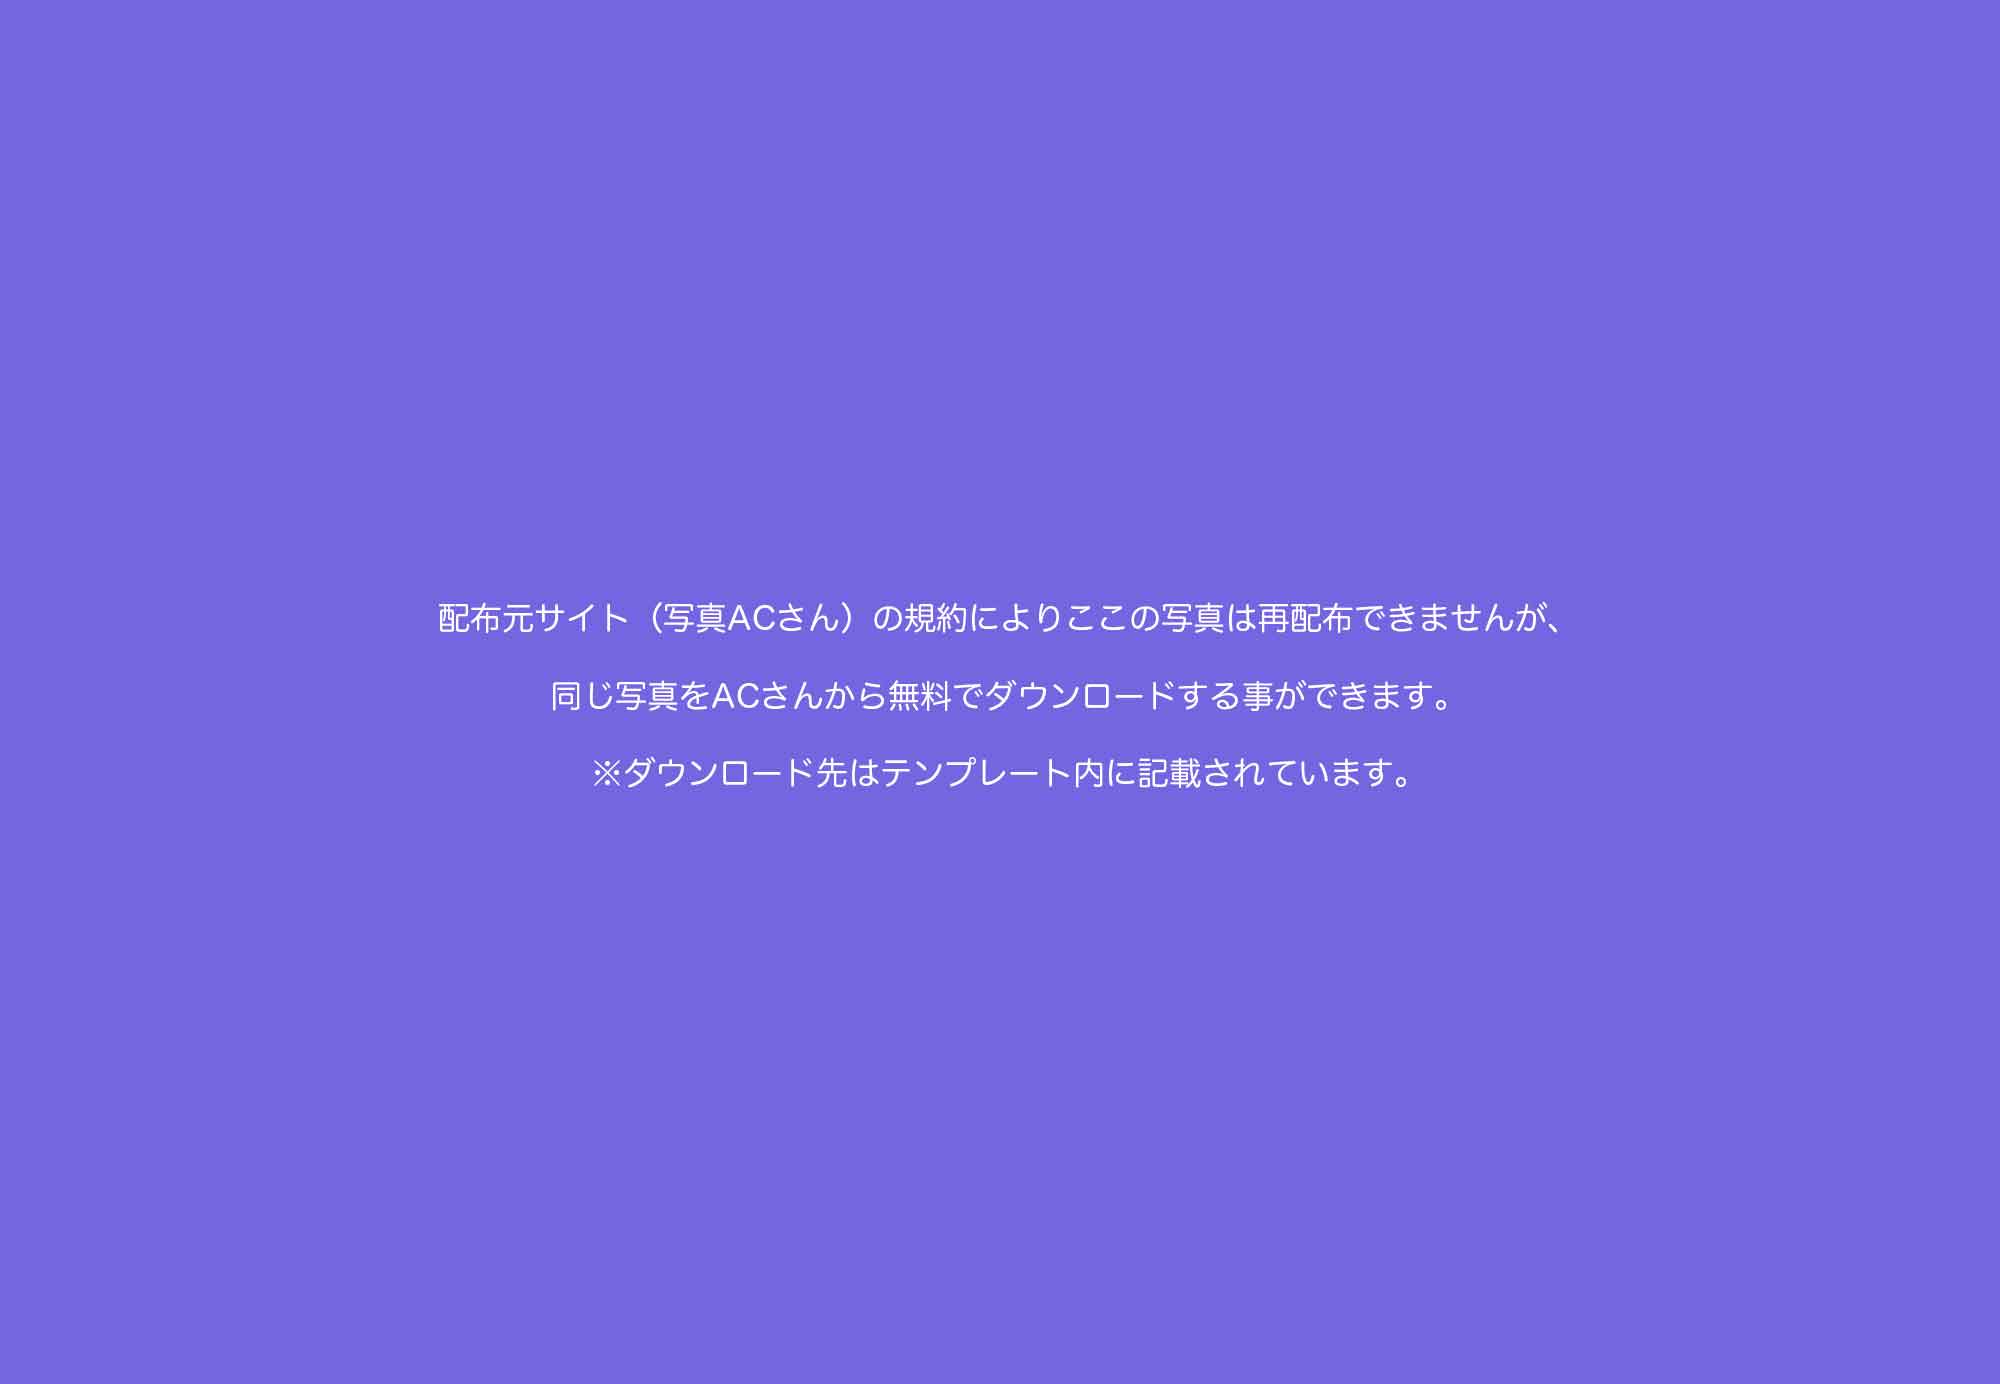 配布元サイト（写真ACさん）の規約によりここの写真は再配布できませんが、
同じ写真をACさんから無料でダウンロードする事ができます。
※ダウンロード先はテンプレート内に記載されています。